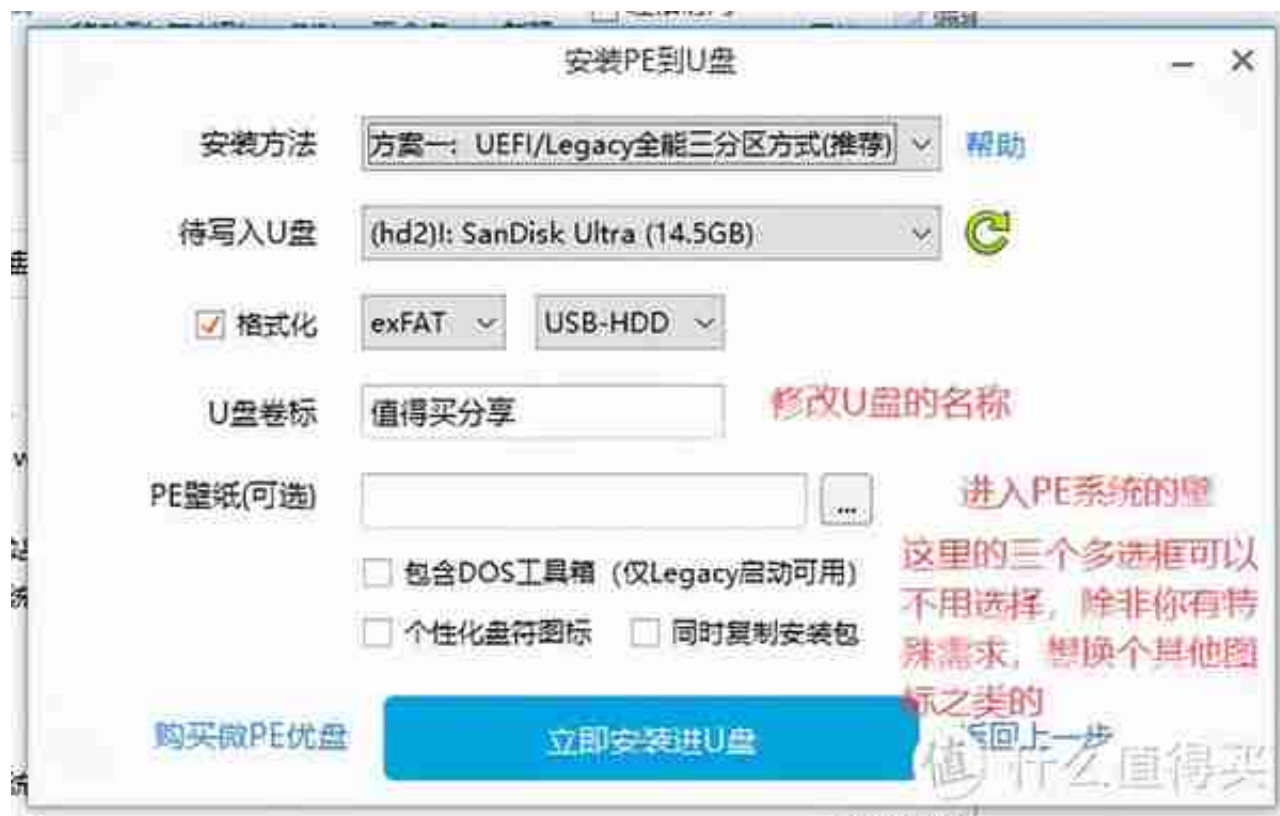 安装PE到U盘
安装方法
方案一：UEFI/Legacy全能三分区方式(推荐)
帮助
待写入U盘
(hd2)I: SanDisk Ultra (14.5GB)
格式化
exFAT
USB-HDD
U盘卷标
值得买分享
修改U盘的名称
PE壁纸(可选)
...
进入PE系统的壁
包含DOS工具箱（仅Legacy启动可用）
个性化盘符图标
同时复制安装包
这里的三个多选框可以
不用选择，除非你有特
殊需求，想换个其他图
标之类的
购买微PE优盘
立即安装进U盘
返回上一步
值 什么值得买